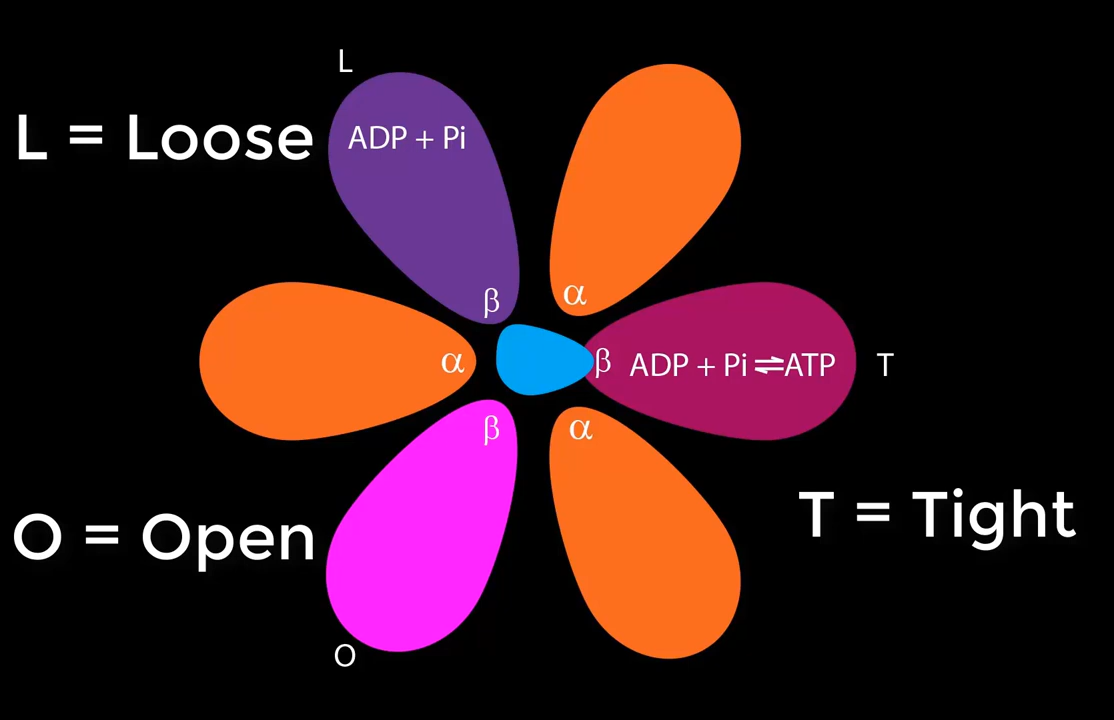 L
L = Loose
ADP + Pi
β
α
α
β
ADP + Pi ⇌ ATP
T
β
α
O = Open
T = Tight
O